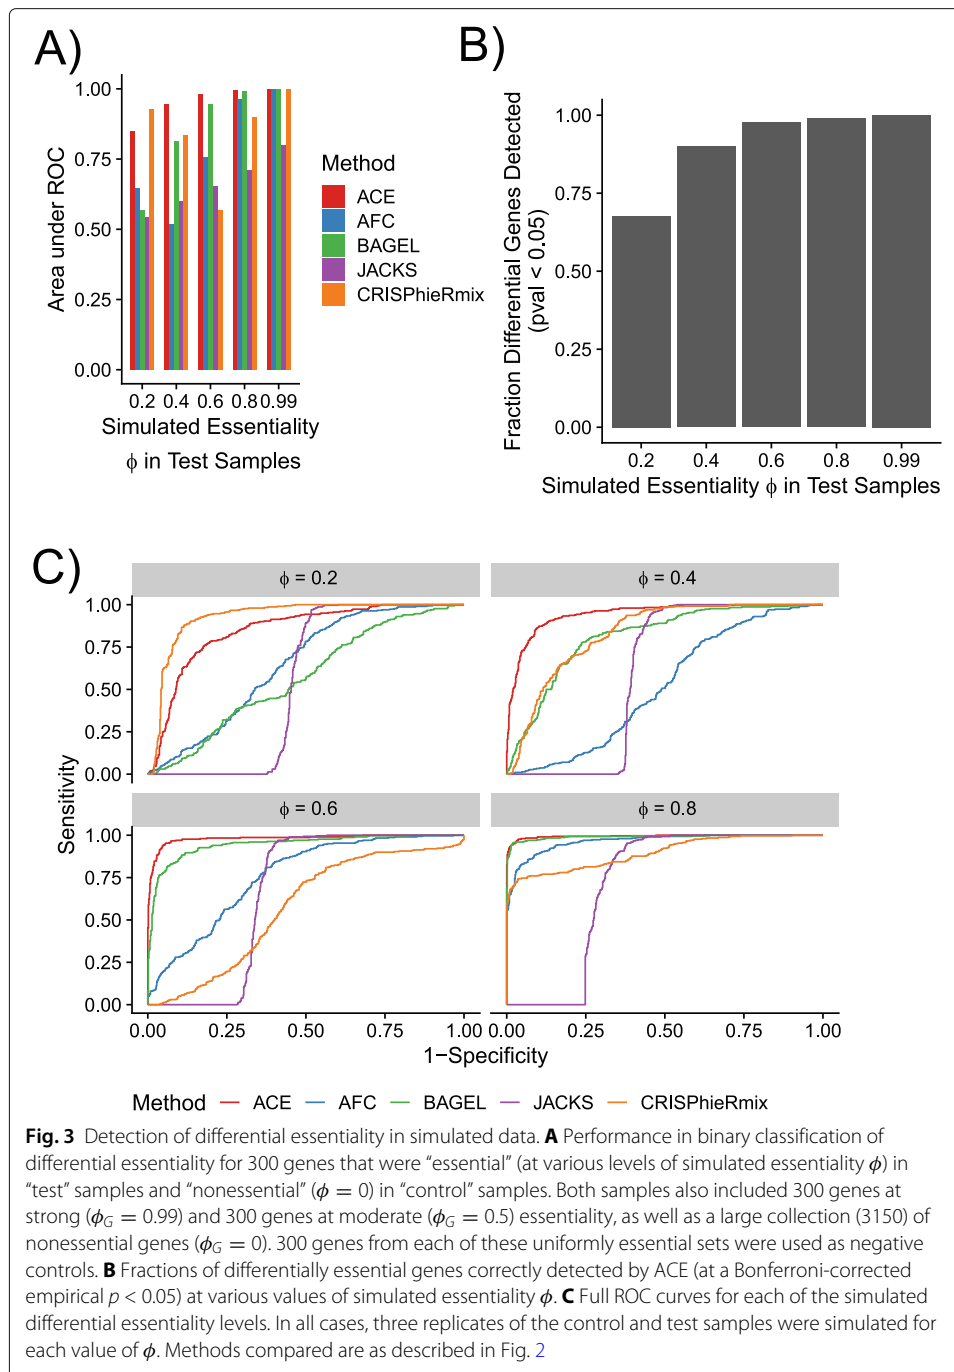 A)
1.00
0.75
0.50
0.25
0.00
Area under ROC
0.2 0.4 0.6 0.8 0.99
Simulated Essentiality
ϕ in Test Samples
Method
ACE
AFC
BAGEL
JACKS
CRISPhieRmix
B)
Fraction Differential Genes Detected
(pval < 0.05)
1.00
0.75
0.50
0.25
0.00
0.2 0.4 0.6 0.8 0.99
Simulated Essentiality ϕ in Test Samples
C)
ϕ = 0.2
ϕ = 0.4
1.00
0.75
0.50
0.25
0.00
Sensitivity
ϕ = 0.6
ϕ = 0.8
1.00
0.75
0.50
0.25
0.00
0.00 0.25 0.50 0.75 1.00
0.00 0.25 0.50 0.75 1.00
1−Specificity
Method ACE AFC BAGEL JACKS CRISPhieRmix
Fig. 3 Detection of differential essentiality in simulated data. A Performance in binary classification of
differential essentiality for 300 genes that were “essential” (at various levels of simulated essentiality ϕ) in
“test” samples and “nonessential” (ϕ = 0) in “control” samples. Both samples also included 300 genes at
strong (ϕG = 0.99) and 300 genes at moderate (ϕG = 0.5) essentiality, as well as a large collection (3150) of
nonessential genes (ϕG = 0). 300 genes from each of these uniformly essential sets were used as negative
controls. B Fractions of differentially essential genes correctly detected by ACE (at a Bonferroni-corrected
empirical p < 0.05) at various values of simulated essentiality ϕ. C Full ROC curves for each of the simulated
differential essentiality levels. In all cases, three replicates of the control and test samples were simulated for
each value of ϕ. Methods compared are as described in Fig. 2